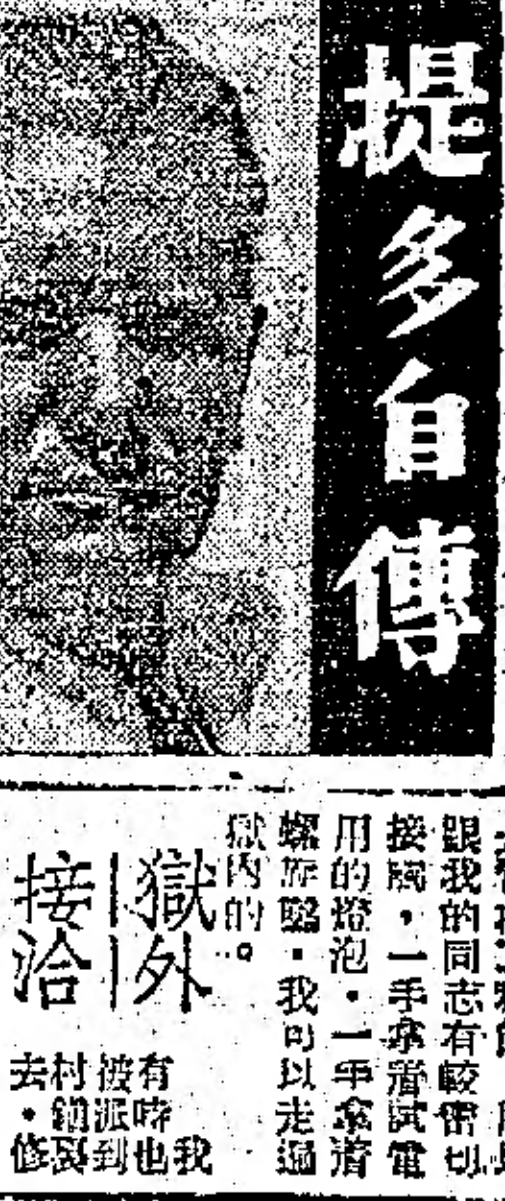 提多自傳
跟我的同志有較密切
接觸，一手拿着試電
用的燈泡，一手拿着
螺旋鑿，我可以走遍
獄內的。
獄外
接洽
我
有時也
被派到
村鎮裏
去，修